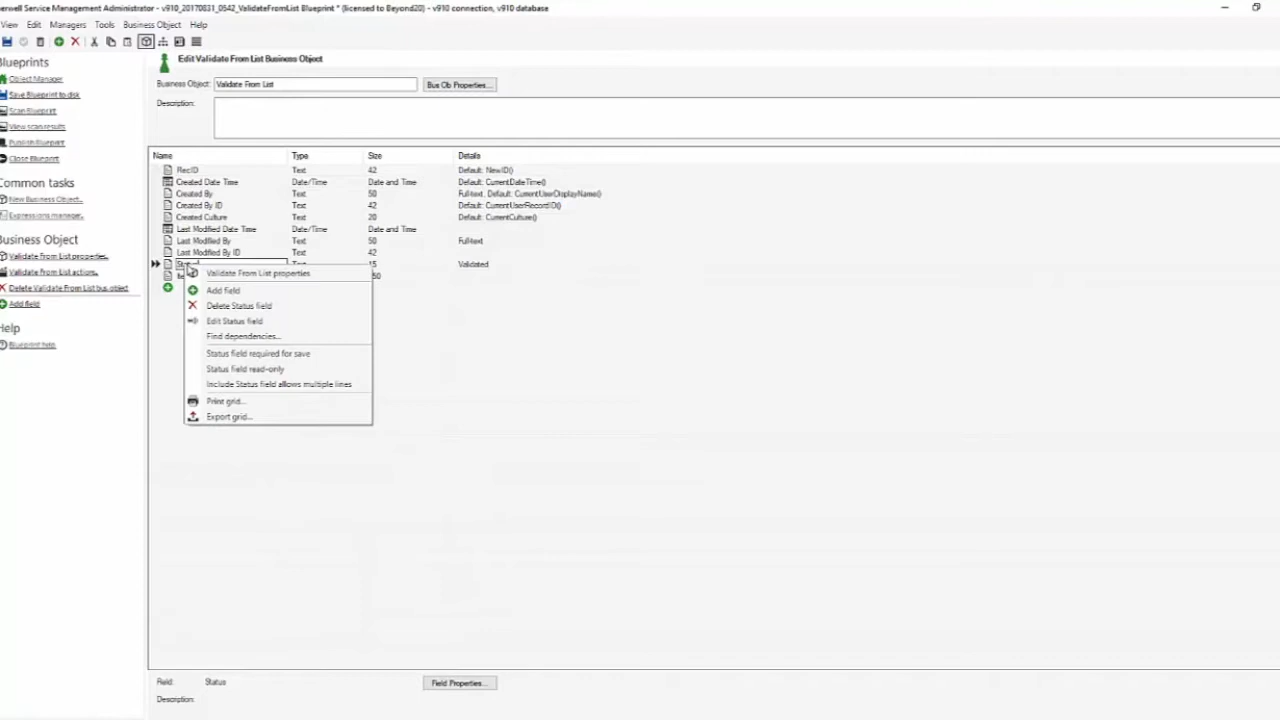 erwell Service Management Administrator - v910_20170831_0542_ValidateFromList Blueprint * (licensed to Beyond20) - v910 connection, v910 database
View Edit Managers Tools Business Object Help
Blueprints
Object Manager
Save Blueprint to disk
Scan Blueprint
View scan results
Publish Blueprint
Close Blueprint
Common tasks
New Business Object...
Expressions manager...
Business Object
Validate From List properties...
Validate From List actions...
Delete Validate From List bus object
Add field
Help
Blueprint help
Edit Validate From List Business Object
Business Object: Validate From List Bus Ob Properties...
Description:
Name Type Size Details
RecID Text 42 Default: NewID()
Created Date Time Date/Time Date and Time Default: CurrentDateTime()
Created By Text 50 Full-text, Default: CurrentUserDisplayName()
Created By ID Text 42 Default: CurrentUserRecordID()
Created Culture Text 20 Default: CurrentCulture()
Last Modified Date Time Date/Time Date and Time
Last Modified By Text 50 Full-text
Last Modified By ID Text 42
Status Text 15 Validated
50
Validate From List properties
Add field
Delete Status field
Edit Status field
Find dependencies...
Status field required for save
Status field read-only
Include Status field allows multiple lines
Print grid...
Export grid...
Field: Status Field Properties...
Description: